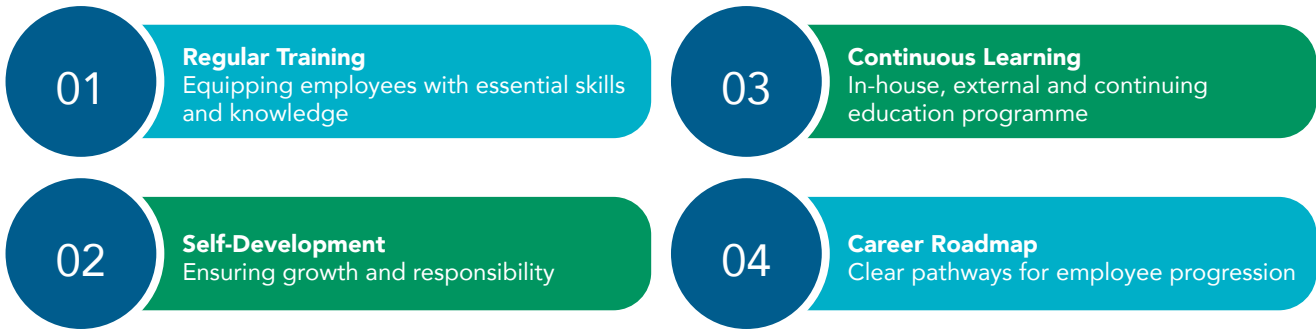 01
Regular Training
Equipping employees with essential skills
and knowledge
02
Self-Development
Ensuring growth and responsibility
03
Continuous Learning
In-house, external and continuing
education programme
04
Career Roadmap
Clear pathways for employee progression